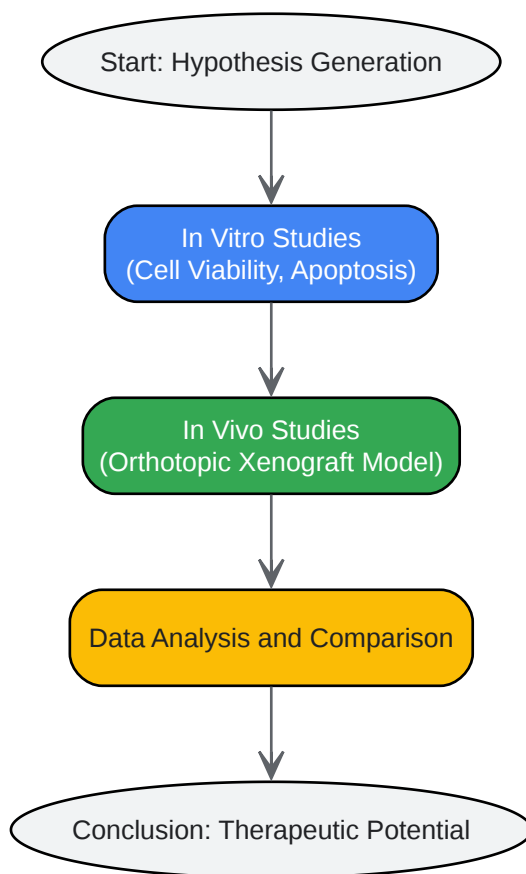 Start: Hypothesis Generation
In Vitro Studies
(Cell Viability, Apoptosis)
In Vivo Studies
(Orthotopic Xenograft Model)
Data Analysis and Comparison
Conclusion: Therapeutic Potential